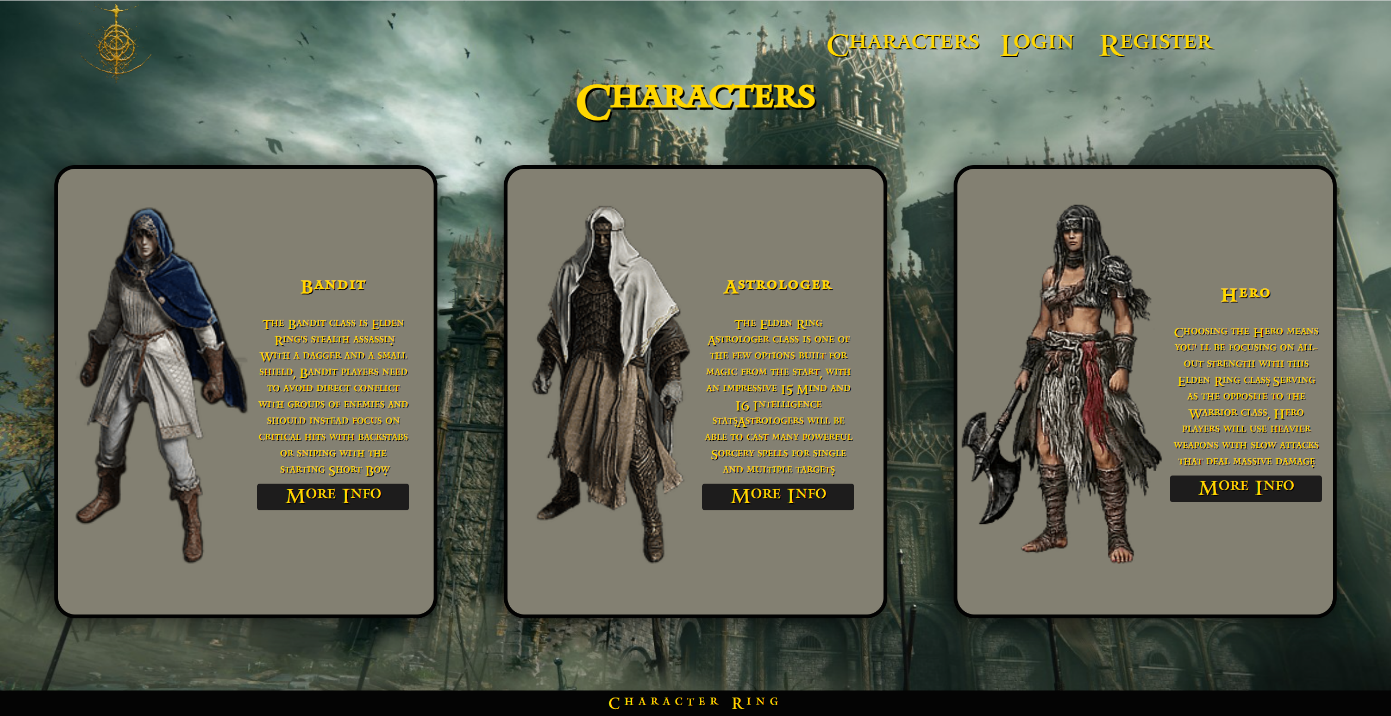 Characters Login Register
Characters
Bandit
The Bandit class is Elden
Ring's stealth assassin
With a dagger and a small
shield, Bandit players need
to avoid direct conflict
with groups of enemies and
should instead focus on
critical hits with backstabs
or sniping with the
starting Short Bow
More Info
Astrologer
The Elden Ring
Astrologer class is one of
the few options built for
magic from the start, with
an impressive 15 Mind and
16 Intelligence
statsAstrologers will be
able to cast many powerful
Sorcery spells for single
and multiple targets
More Info
Hero
Choosing the Hero means
you'll be focusing on all-
out strength with this
Elden Ring class Serving
as the opposite to the
Warrior class, Hero
players will use heavier
weapons with slow attacks
that deal massive damage
More Info
Character Ring